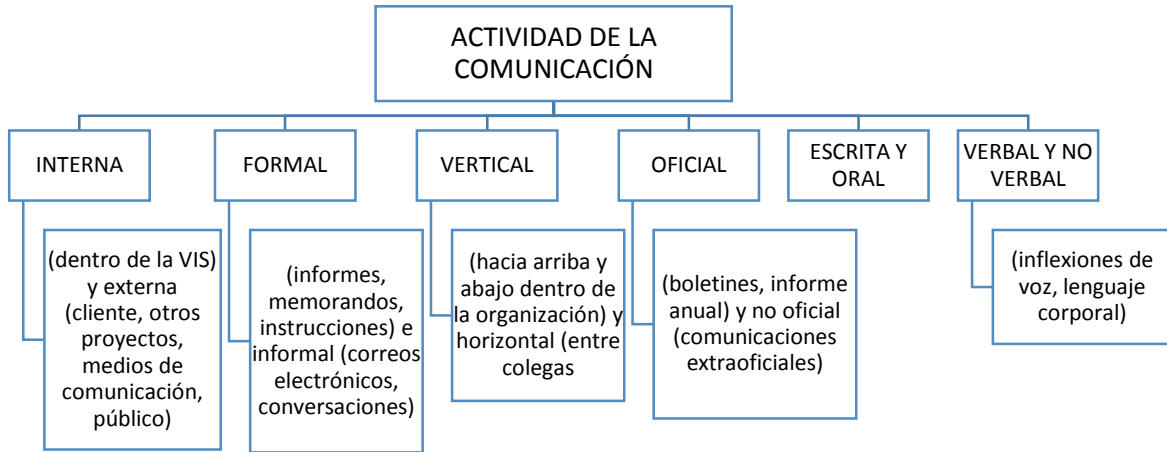 ACTIVIDAD DE LA
COMUNICACIÓN
INTERNA
FORMAL
VERTICAL
OFICIAL
ESCRITA Y
ORAL
VERBAL Y NO
VERBAL
(dentro de la VIS)
y externa
(cliente, otros
proyectos,
medios de
comunicación,
público)
(informes,
memorandos,
instrucciones) e
informal (correos
electrónicos,
conversaciones)
(hacia arriba y
abajo dentro de
la organización) y
horizontal (entre
colegas
(boletines, informe
anual) y no oficial
(comunicaciones
extraoficiales)
(inflexiones de
voz, lenguaje
corporal)